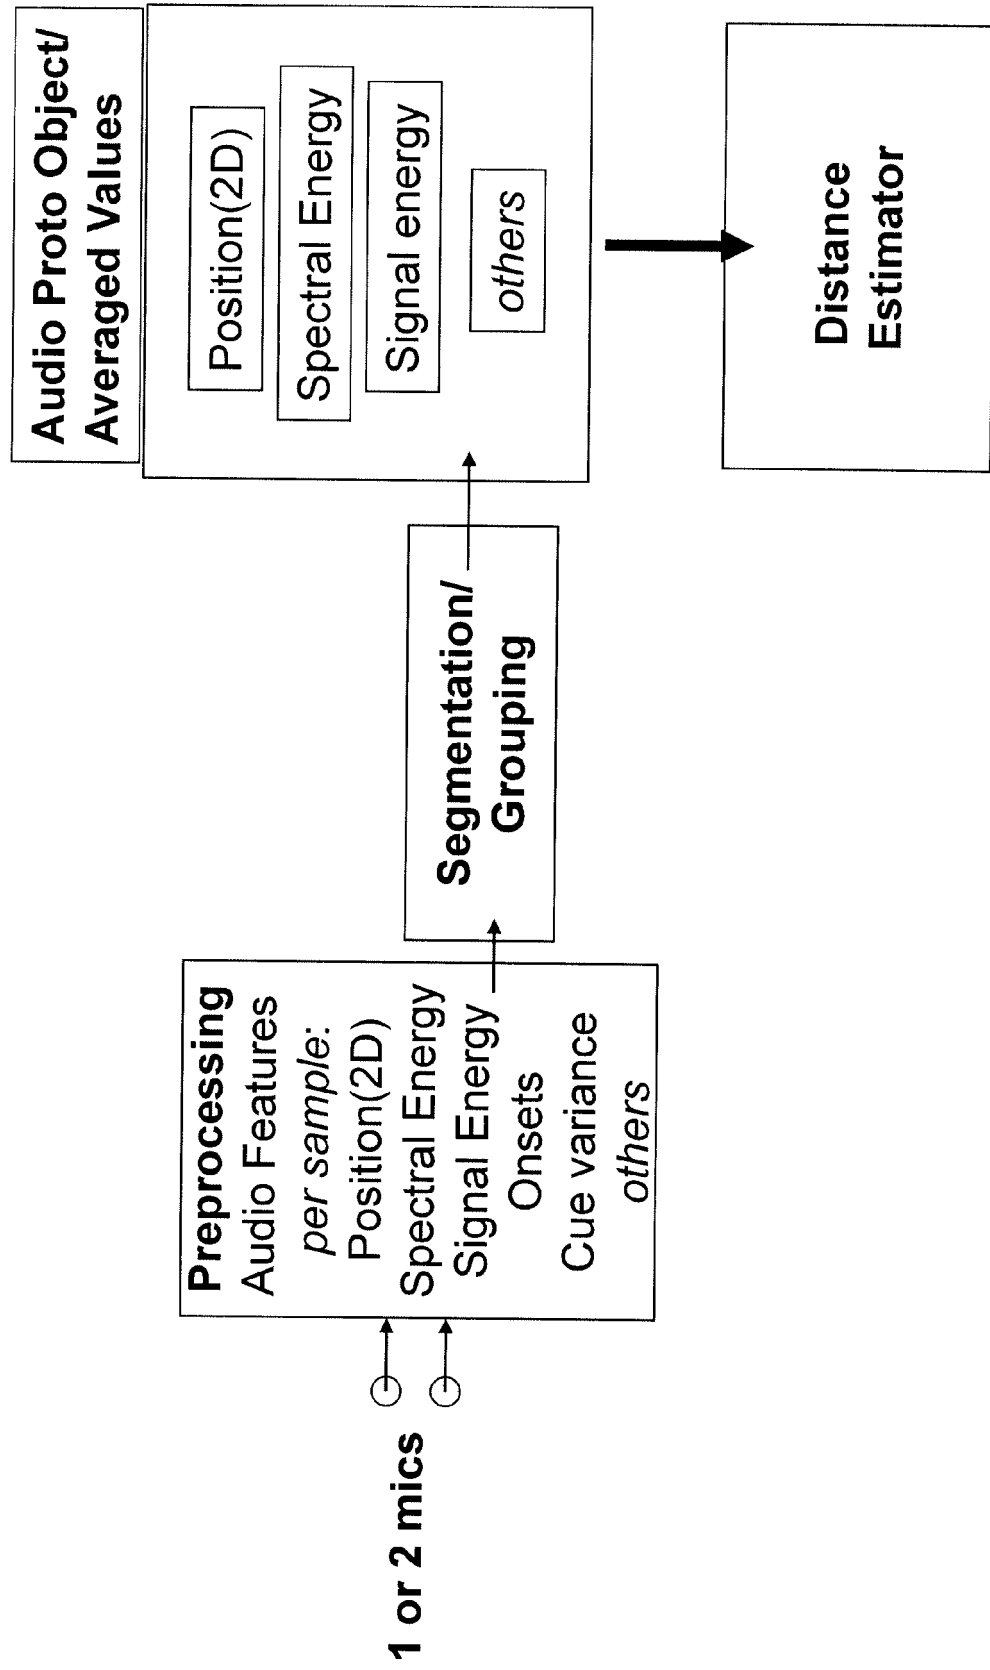 1 or 2 mics
Preprocessing
Audio Features
per sample:
Position(2D)
Spectral Energy
Signal Energy
Onsets
Cue variance
others
Segmentation/
Grouping
Audio Proto Object/
Averaged Values
Position(2D)
Spectral Energy
Signal energy
others
Distance
Estimator